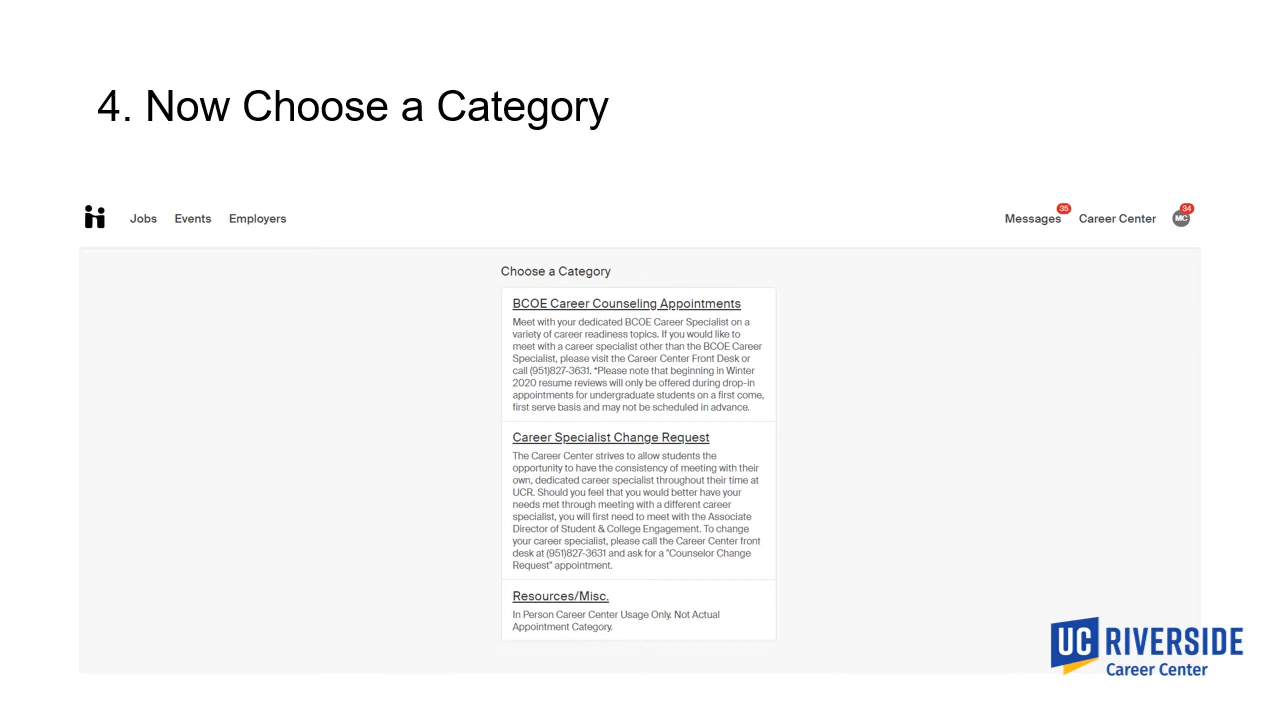 4. Now Choose a Category
Jobs Events Employers Messages 35 Career Center MC 34
Choose a Category
BCOE Career Counseling Appointments
Meet with your dedicated BCOE Career Specialist on a
variety of career readiness topics. If you would like to
meet with a career specialist other than the BCOE Career
Specialist, please visit the Career Center Front Desk or
call (951)827-3631. *Please note that beginning in Winter
2020 resume reviews will only be offered during drop-in
appointments for undergraduate students on a first come,
first serve basis and may not be scheduled in advance.
Career Specialist Change Request
The Career Center strives to allow students the
opportunity to have the consistency of meeting with their
own, dedicated career specialist throughout their time at
UCR. Should you feel that you would better have your
needs met through meeting with a different career
specialist, you will first need to meet with the Associate
Director of Student & College Engagement. To change
your career specialist, please call the Career Center front
desk at (951)827-3631 and ask for a "Counselor Change
Request" appointment.
Resources/Misc.
In Person Career Center Usage Only. Not Actual
Appointment Category.
UC RIVERSIDE
Career Center